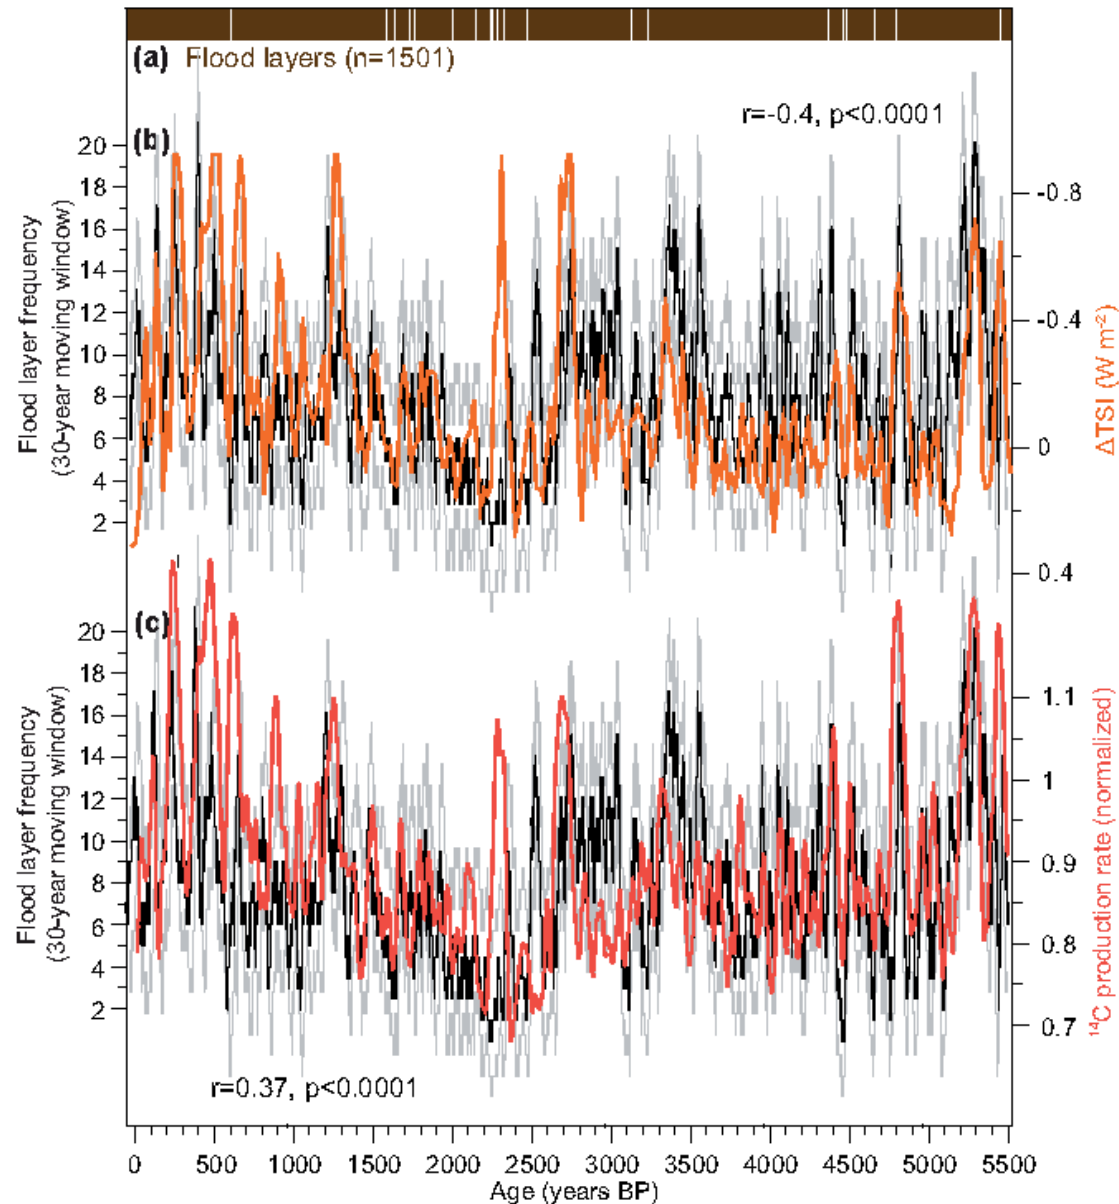 (a) Flood layers (n=1501)
(b)
r=-0.4, p<0.0001
20
18
16
14
12
10
8
6
4
2
Flood layer frequency
(30-year moving window)
-0.8
-0.4
0
0.4
ΔTSI (W m⁻²)
(c)
20
18
16
14
12
10
8
6
4
2
Flood layer frequency
(30-year moving window)
1.1
1
0.9
0.8
0.7
¹⁴C production rate (normalized)
r=0.37, p<0.0001
0 500 1000 1500 2000 2500 3000 3500 4000 4500 5000 5500
Age (years BP)